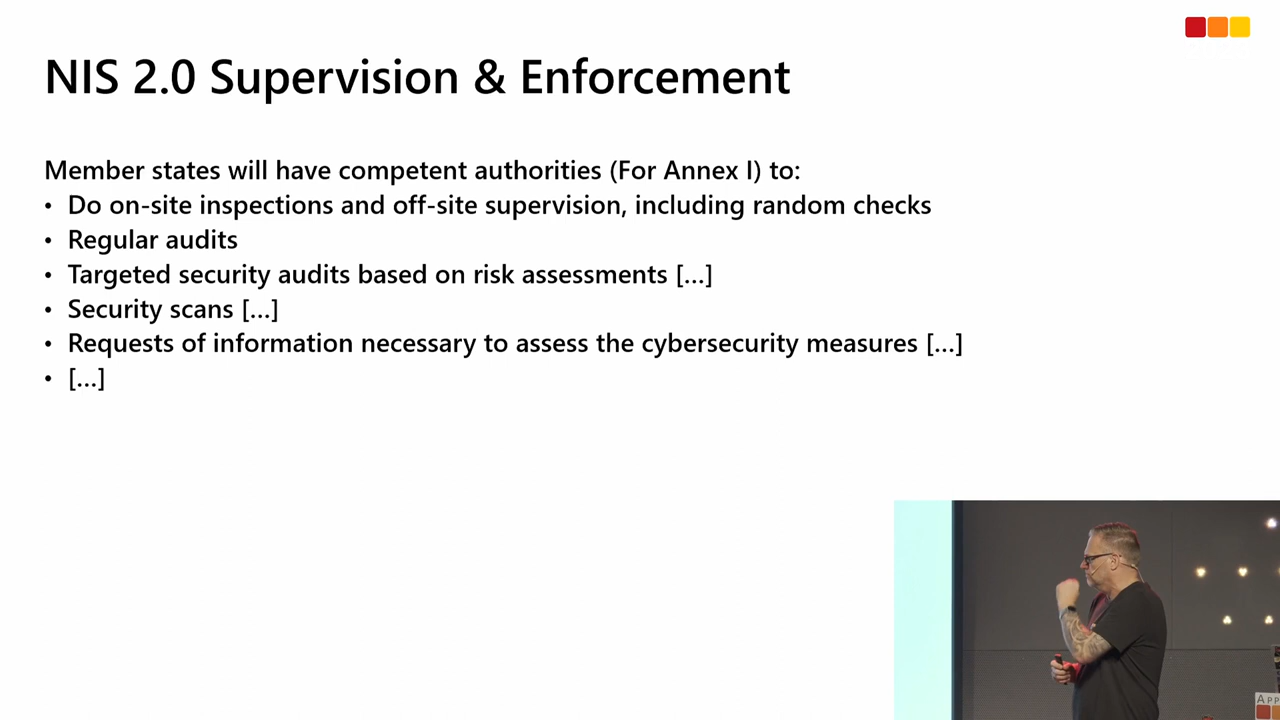 NIS 2.0 Supervision & Enforcement
Member states will have competent authorities (For Annex I) to:
• Do on-site inspections and off-site supervision, including random checks
• Regular audits
• Targeted security audits based on risk assessments [...]
• Security scans [...]
• Requests of information necessary to assess the cybersecurity measures [...]
• [...]
APP